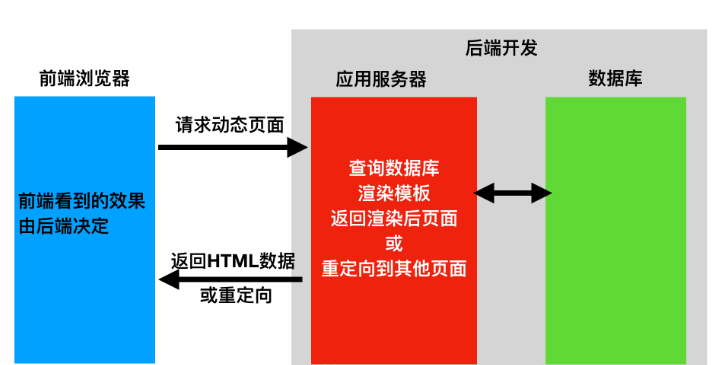 后端开发
前端浏览器
应用服务器
数据库
请求动态页面
查询数据库
渲染模板
返回渲染后页面
或
重定向到其他页面
前端看到的效果
由后端决定
返回HTML数据
或重定向